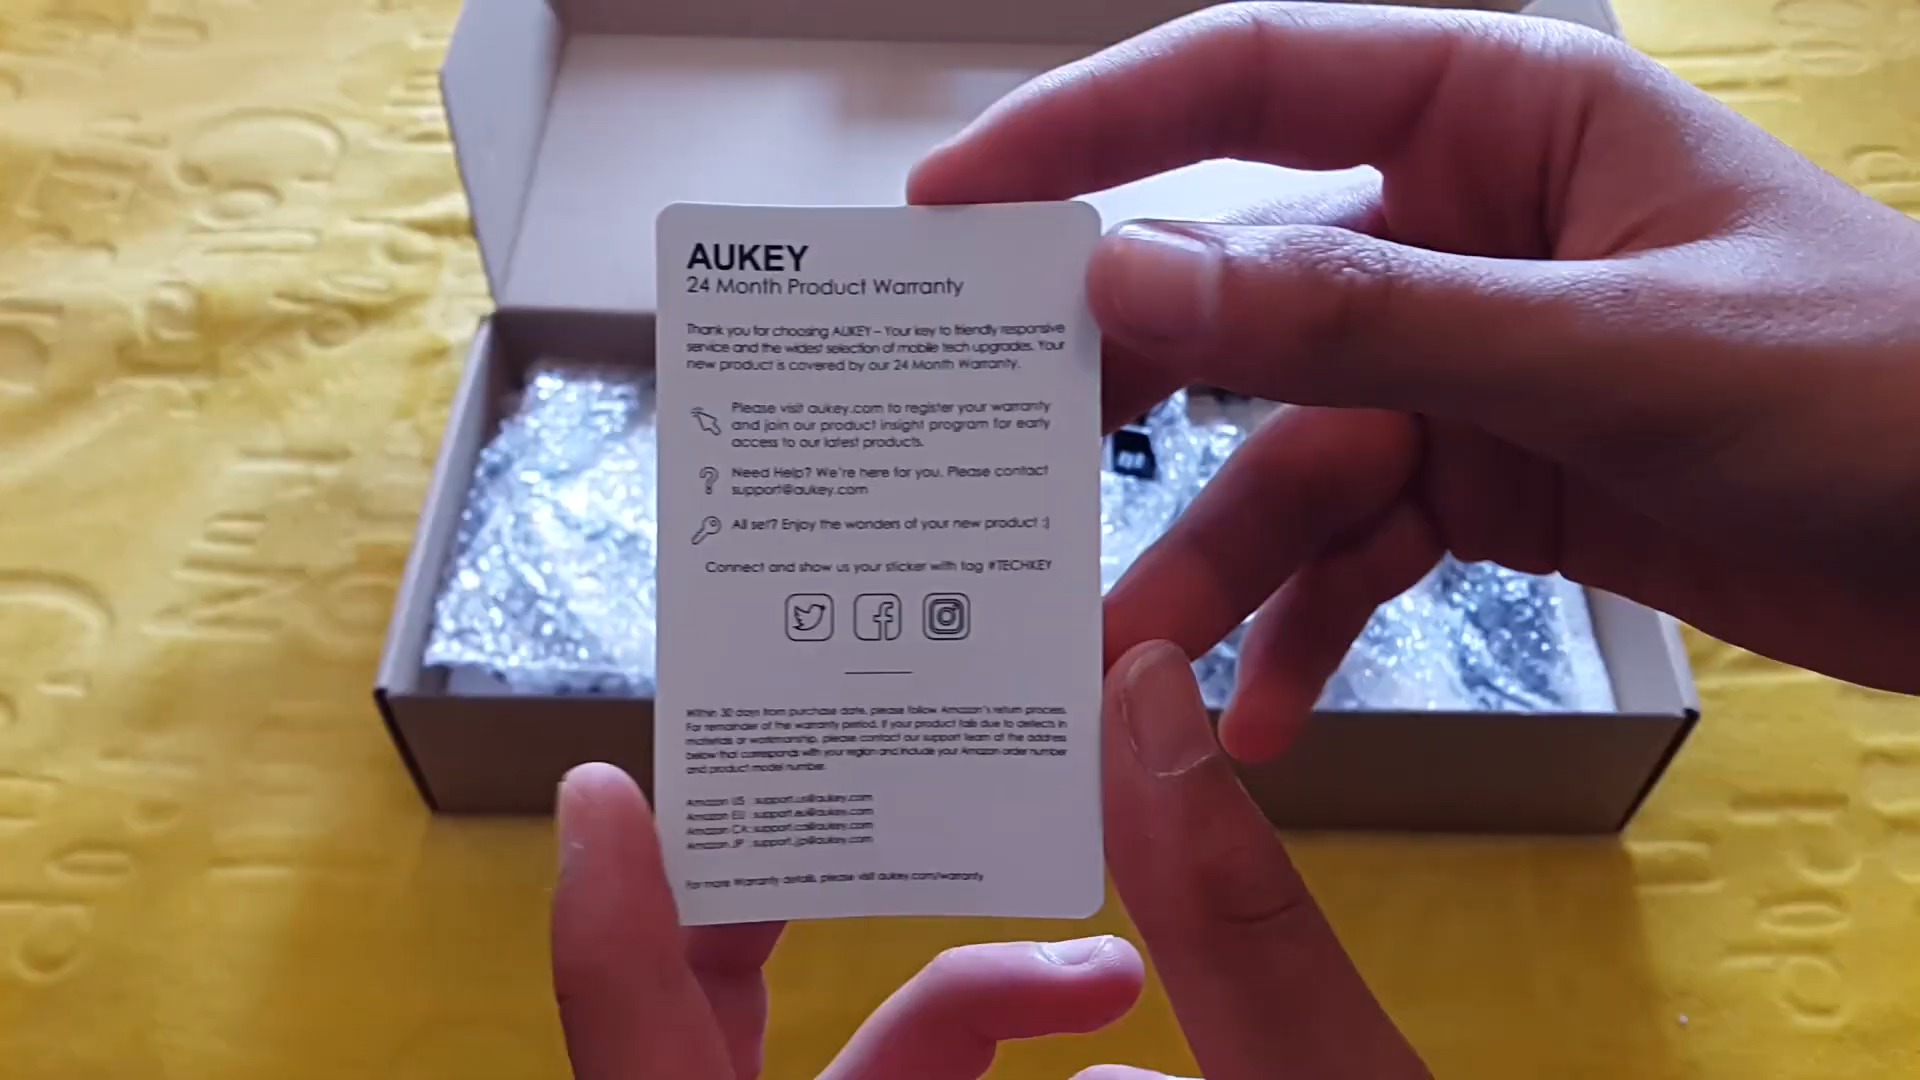 AUKEY
24 Month Product Warranty
Thank you for choosing AUKEY – Your key to friendly responsive
service and the widest selection of mobile tech upgrades. Your
new product is covered by our 24 Month Warranty.
Please visit aukey.com to register your warranty
and join our product insight program for early
access to our latest products.
Need Help? We're here for you. Please contact
support@aukey.com
All set? Enjoy the wonders of your new product :)
Connect and show us your sticker with tag #TECHKEY
Within 30 days from purchase date, please follow Amazon's return process.
For remainder of the warranty period, if your product fails due to defects in
materials or workmanship, please contact our support team at the address
below that corresponds with your region and include your Amazon order number
and product model number.
Amazon US : support.us@aukey.com
Amazon EU : support.eu@aukey.com
Amazon CA: support.ca@aukey.com
Amazon JP : support.jp@aukey.com
For more Warranty details, please visit aukey.com/warranty